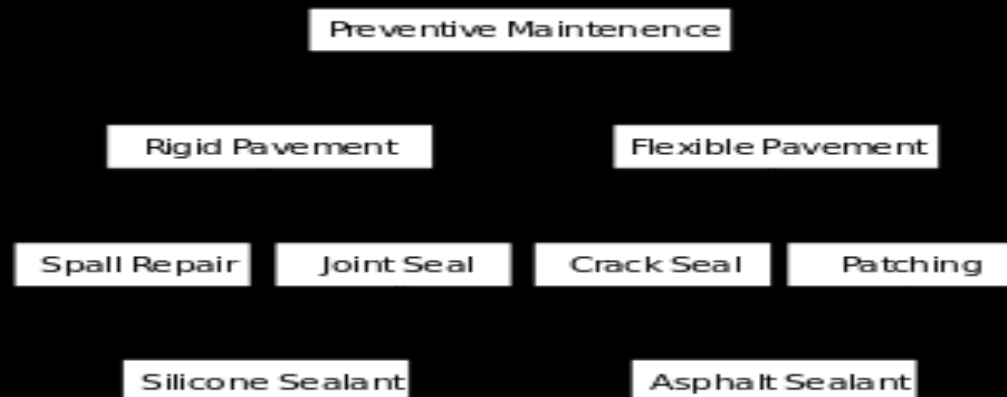 Preventive Maintenence
Rigid Pavement
Flexible Pavement
Spall Repair
Joint Seal
Crack Seal
Patching
Silicone Sealant
Asphalt Sealant